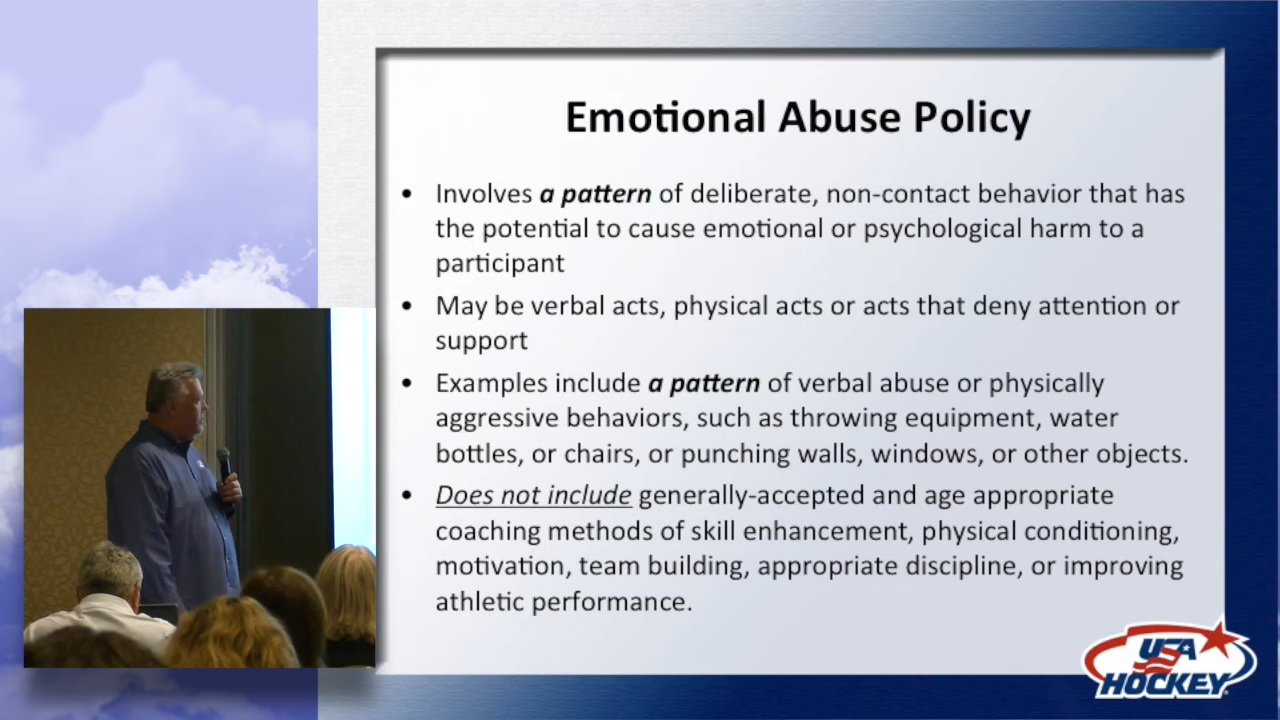 Emotional Abuse Policy
• Involves a pattern of deliberate, non-contact behavior that has
the potential to cause emotional or psychological harm to a
participant
• May be verbal acts, physical acts or acts that deny attention or
support
• Examples include a pattern of verbal abuse or physically
aggressive behaviors, such as throwing equipment, water
bottles, or chairs, or punching walls, windows, or other objects.
• Does not include generally-accepted and age appropriate
coaching methods of skill enhancement, physical conditioning,
motivation, team building, appropriate discipline, or improving
athletic performance.
USA
HOCKEY